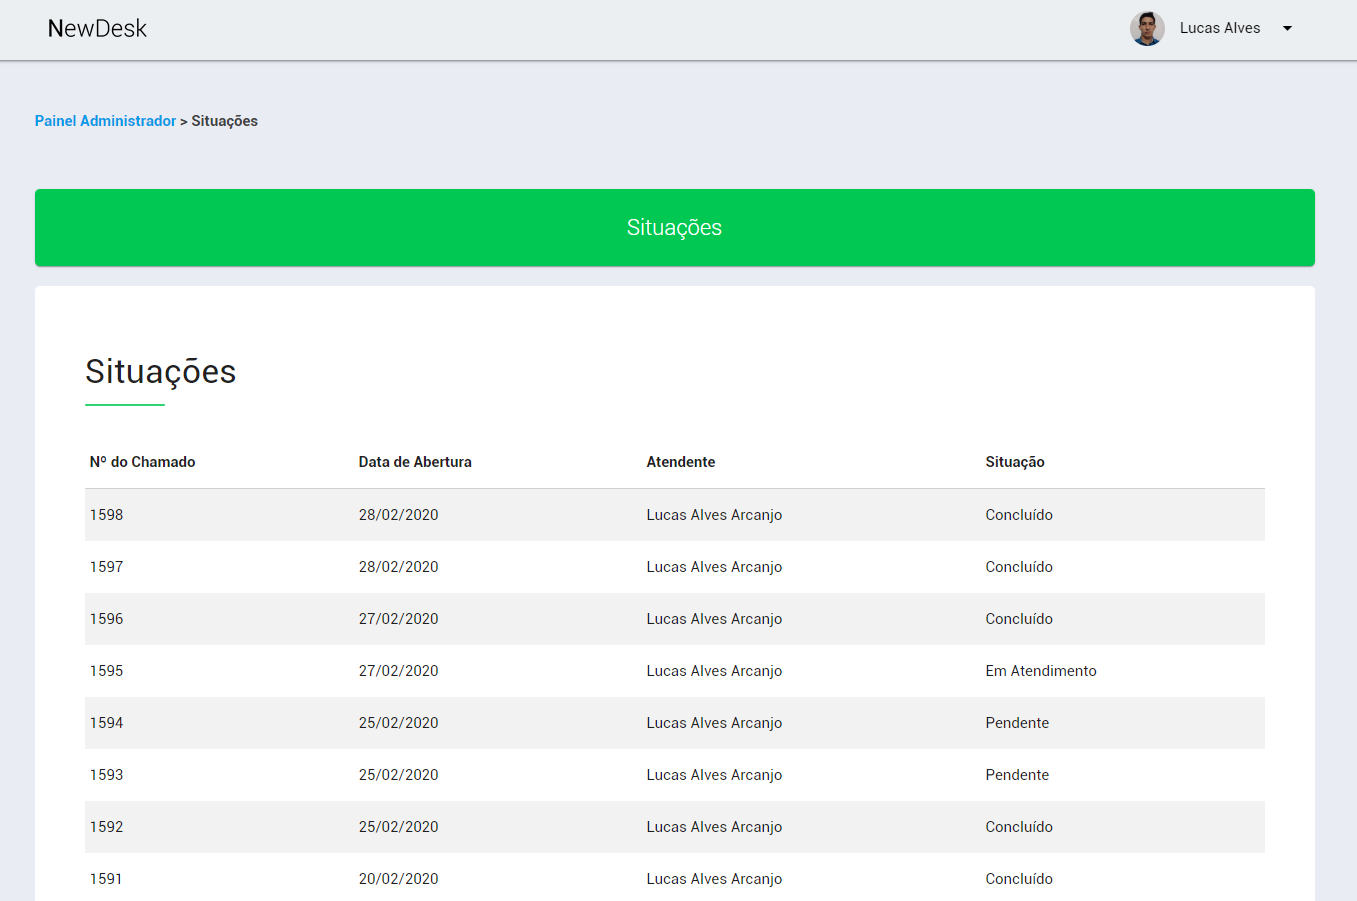 NewDesk
Lucas Alves
Painel Administrador > Situações
Situações
Situações
Nº do Chamado Data de Abertura Atendente Situação
1598 28/02/2020 Lucas Alves Arcanjo Concluído
1597 28/02/2020 Lucas Alves Arcanjo Concluído
1596 27/02/2020 Lucas Alves Arcanjo Concluído
1595 27/02/2020 Lucas Alves Arcanjo Em Atendimento
1594 25/02/2020 Lucas Alves Arcanjo Pendente
1593 25/02/2020 Lucas Alves Arcanjo Pendente
1592 25/02/2020 Lucas Alves Arcanjo Concluído
1591 20/02/2020 Lucas Alves Arcanjo Concluído